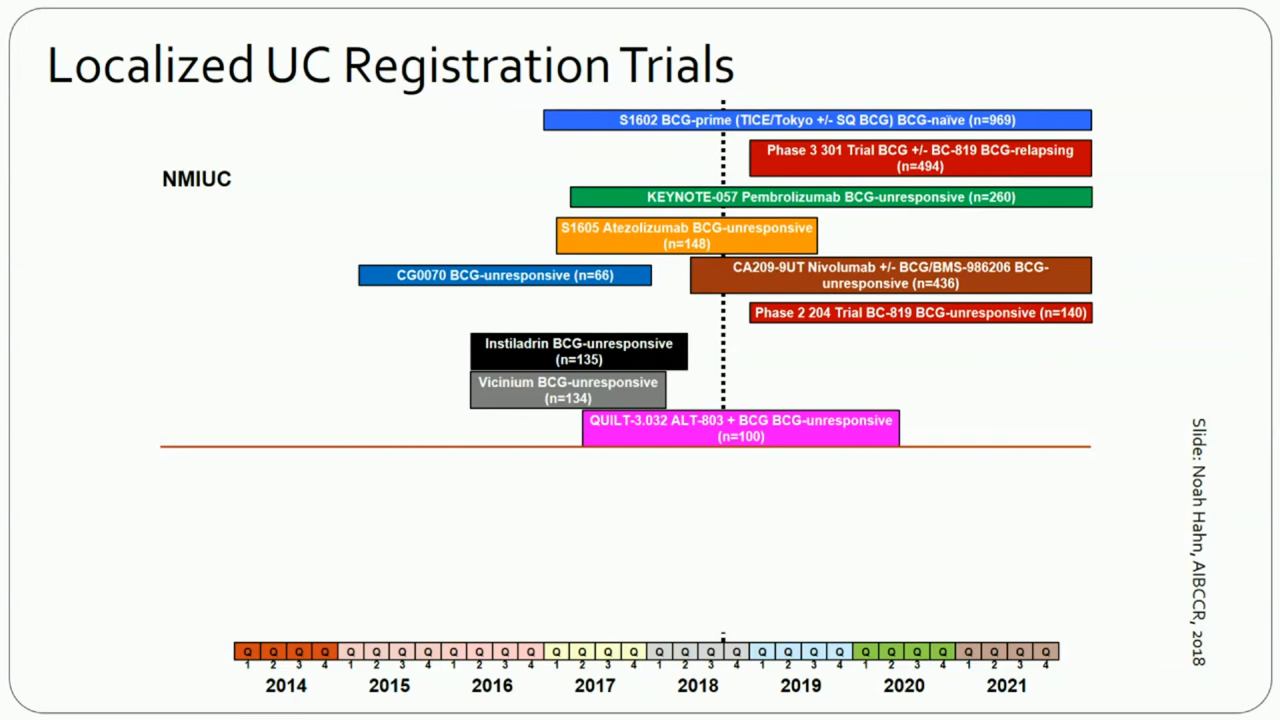 Localized UC Registration Trials
S1602 BCG-prime (TICE/Tokyo +/- SQ BCG) BCG-naïve (n=969)
Phase 3 301 Trial BCG +/- BC-819 BCG-relapsing
(n=494)
NMIUC
KEYNOTE-057 Pembrolizumab BCG-unresponsive (n=260)
S1605 Atezolizumab BCG-unresponsive
(n=148)
CG0070 BCG-unresponsive (n=66)
CA209-9UT Nivolumab +/- BCG/BMS-986206 BCG-
unresponsive (n=436)
Phase 2 204 Trial BC-819 BCG-unresponsive (n=140)
Instiladrin BCG-unresponsive
(n=135)
Vicinium BCG-unresponsive
(n=134)
QUILT-3.032 ALT-803 + BCG BCG-unresponsive
(n=100)
Slide: Noah Hahn, AIBCCR, 2018
Q Q Q Q Q Q Q Q Q Q Q Q Q Q Q Q Q Q Q Q Q Q Q Q Q Q Q Q Q Q Q Q
1 2 3 4 1 2 3 4 1 2 3 4 1 2 3 4 1 2 3 4 1 2 3 4 1 2 3 4 1 2 3 4
2014 2015 2016 2017 2018 2019 2020 2021